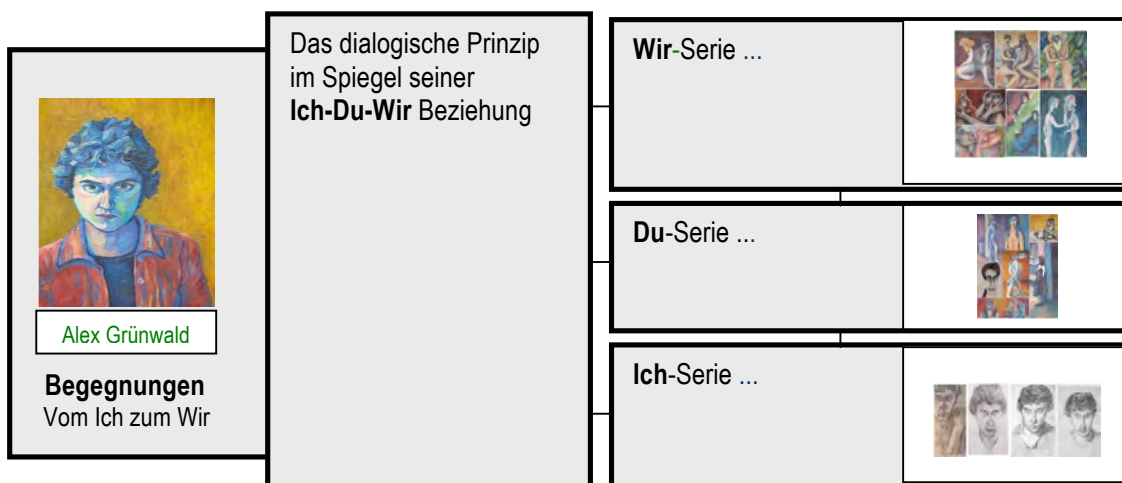 Alex Grünwald
Begegnungen
Vom Ich zum Wir
Das dialogische Prinzip
im Spiegel seiner
Ich-Du-Wir Beziehung
Wir-Serie ...
Du-Serie ...
Ich-Serie ...